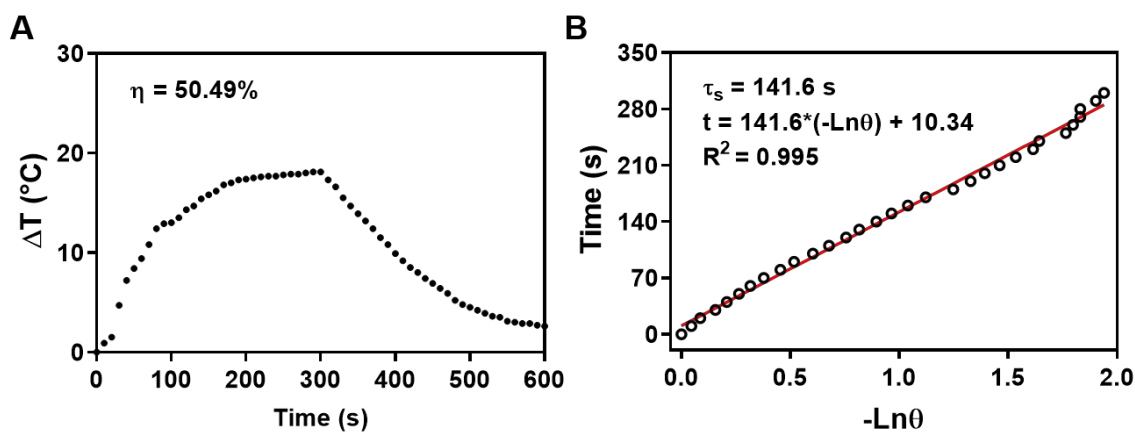 A
30
20
10
0
ΔT (°C)
η = 50.49%
0 100 200 300 400 500 600
Time (s)
B
350
280
210
140
70
0
Time (s)
τs = 141.6 s
t = 141.6*(-Lnθ) + 10.34
R² = 0.995
0.0 0.5 1.0 1.5 2.0
-Lnθ